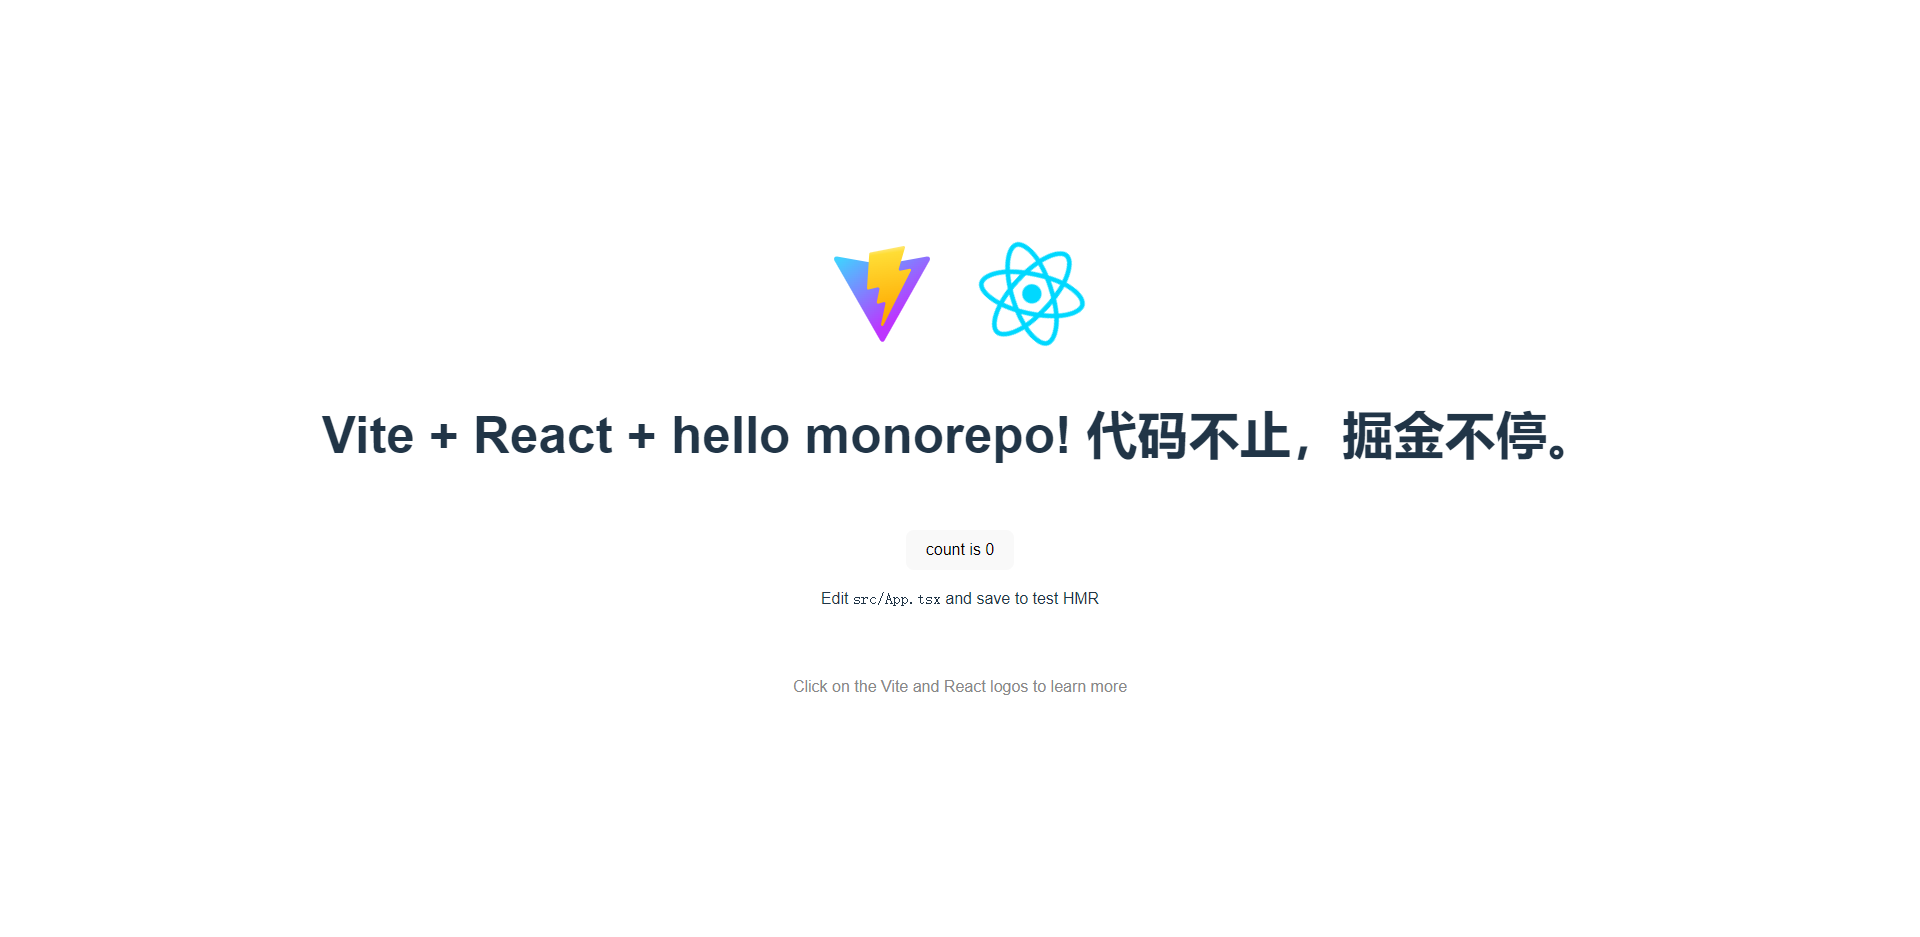 Vite + React + hello monorepo! 代码不止，掘金不停。
count is 0
Edit src/App.tsx and save to test HMR
Click on the Vite and React logos to learn more